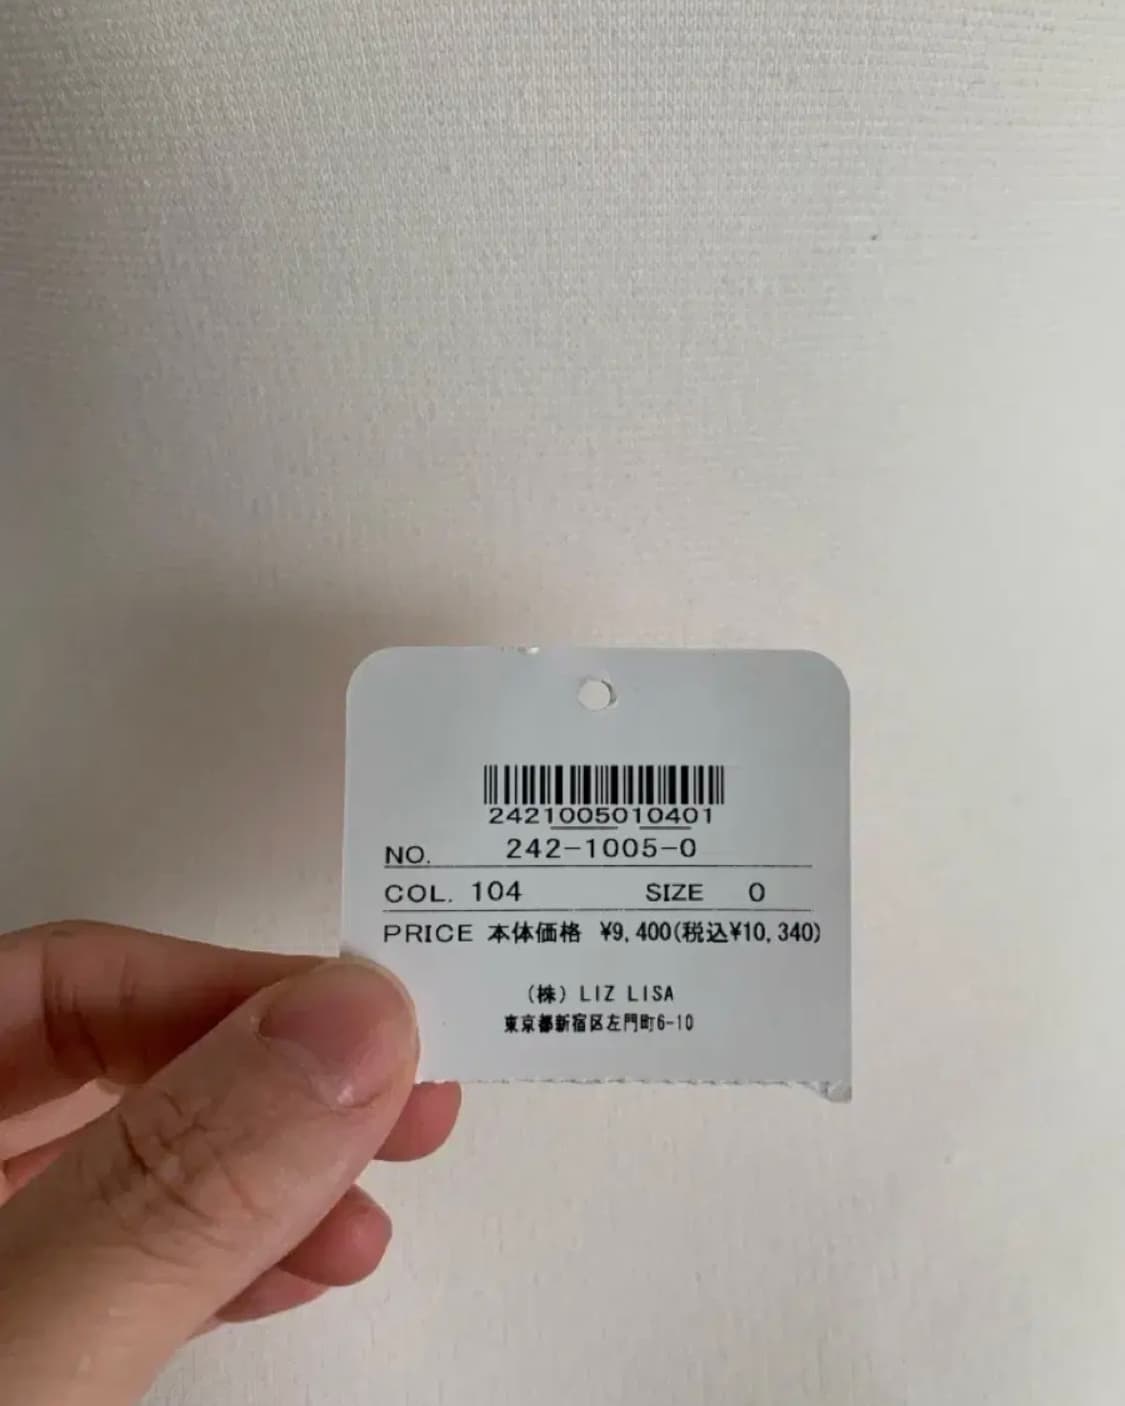 2421005010401
NO. 242-1005-0
COL. 104 SIZE 0
PRICE 本体価格 ¥9,400(税込¥10,340)
(株) LIZ LISA
東京都新宿区左門町6-10